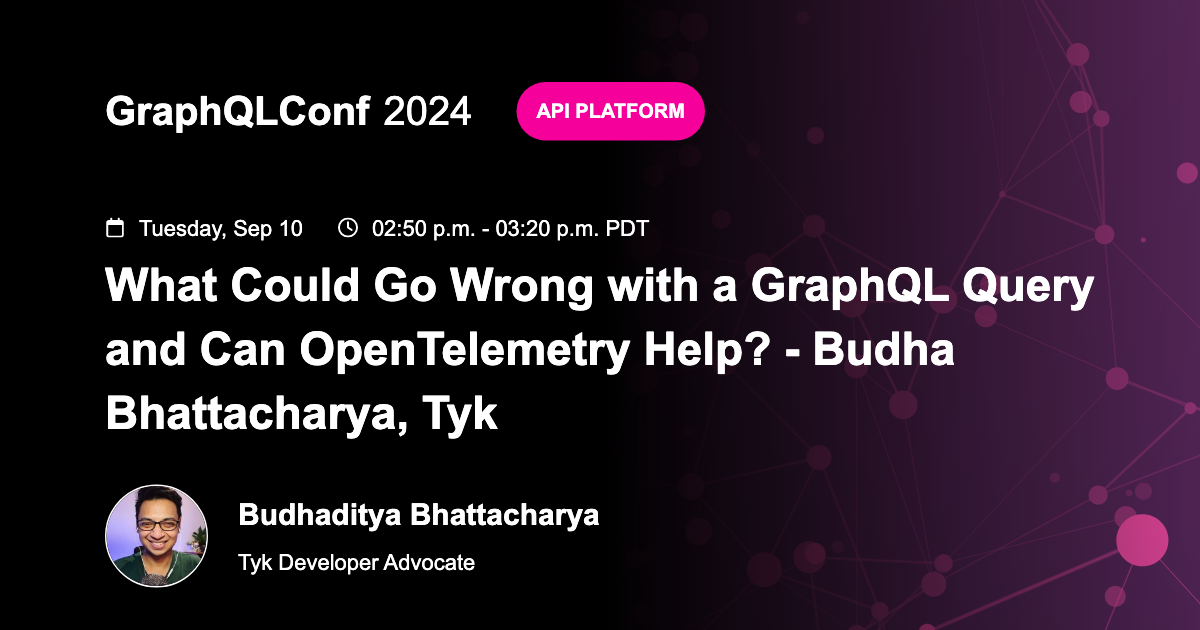 GraphQLConf 2024
API PLATFORM
Tuesday, Sep 10
02:50 p.m. - 03:20 p.m. PDT
What Could Go Wrong with a GraphQL Query
and Can OpenTelemetry Help? - Budha
Bhattacharya, Tyk
Budhaditya Bhattacharya
Tyk Developer Advocate